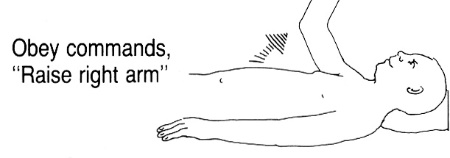 Obey commands,
“Raise right arm”